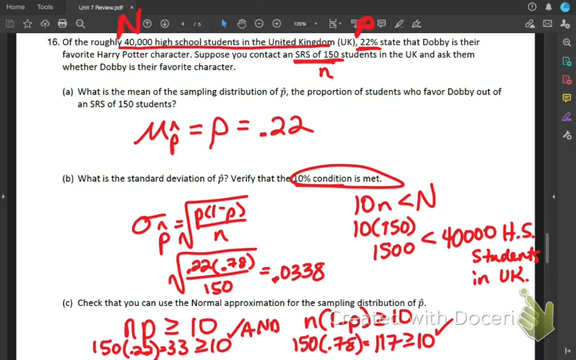 Unit 7 Review.pdf
4 / 5
139%
N
P
16. Of the roughly 40,000 high school students in the United Kingdom (UK), 22% state that Dobby is their
favorite Harry Potter character. Suppose you contact an SRS of 150 students in the UK and ask them
whether Dobby is their favorite character.
n
(a) What is the mean of the sampling distribution of p̂, the proportion of students who favor Dobby out of
an SRS of 150 students?
μp̂ = p = .22
(b) What is the standard deviation of p̂? Verify that the 10% condition is met.
σp̂ = √p(1-p)/n
√.22(.78)/150 = .0338
10n < N
10(150)
1500 < 40000 H.S.
Students
in UK.
(c) Check that you can use the Normal approximation for the sampling distribution of p̂.
np ≥ 10 ✓ AND n(1-p) ≥ 10
150(.22)=33 ≥ 10 150(.78)=117 ≥ 10 ✓
Created with Doceri